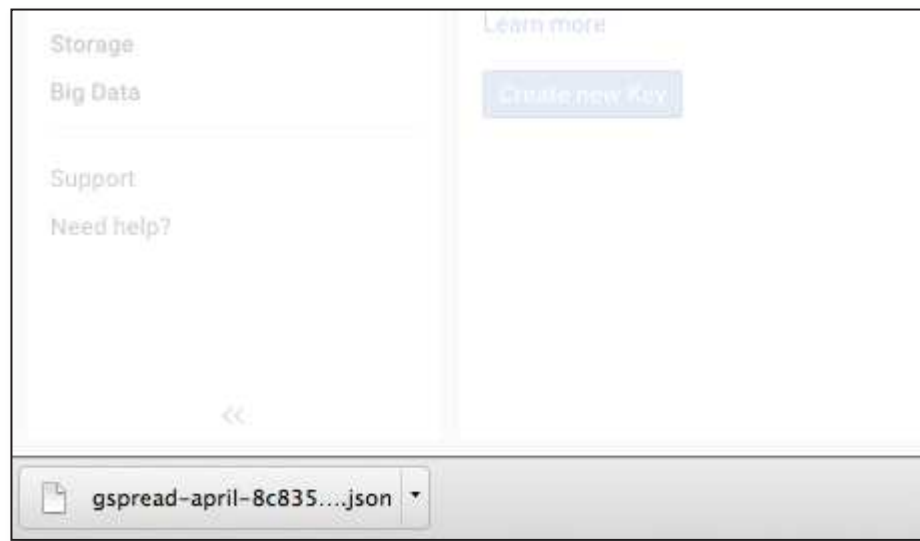 Learn more
Storage
Big Data
Create new Key
Support
Need help?
<<
gspread-april-8c835....json